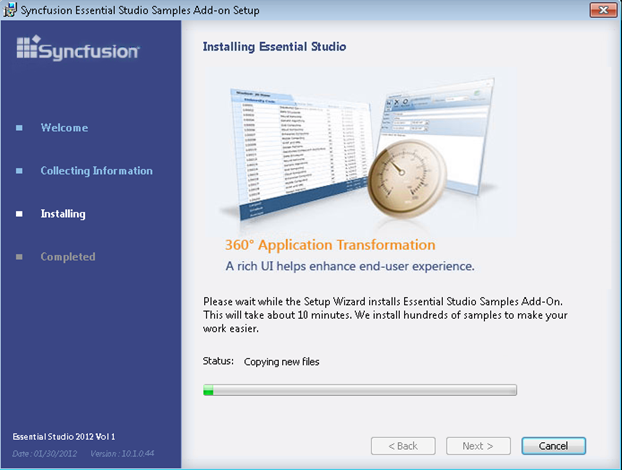 Syncfusion Essential Studio Samples Add-on Setup
Syncfusion
Installing Essential Studio
Welcome
Collecting Information
Installing
Completed
360° Application Transformation
A rich UI helps enhance end-user experience.
Please wait while the Setup Wizard installs Essential Studio Samples Add-On.
This will take about 10 minutes. We install hundreds of samples to make your
work easier.
Status: Copying new files
Essential Studio 2012 Vol 1
Date : 01/30/2012 Version : 10.1.0.44
< Back
Next >
Cancel